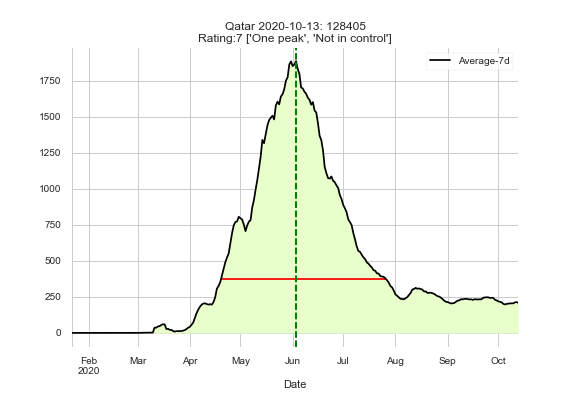 Qatar 2020-10-13: 128405
Rating:7 ['One peak', 'Not in control']
Average-7d
1750
1500
1250
1000
750
500
250
0
Feb
2020
Mar
Apr
May
Jun
Jul
Aug
Sep
Oct
Date